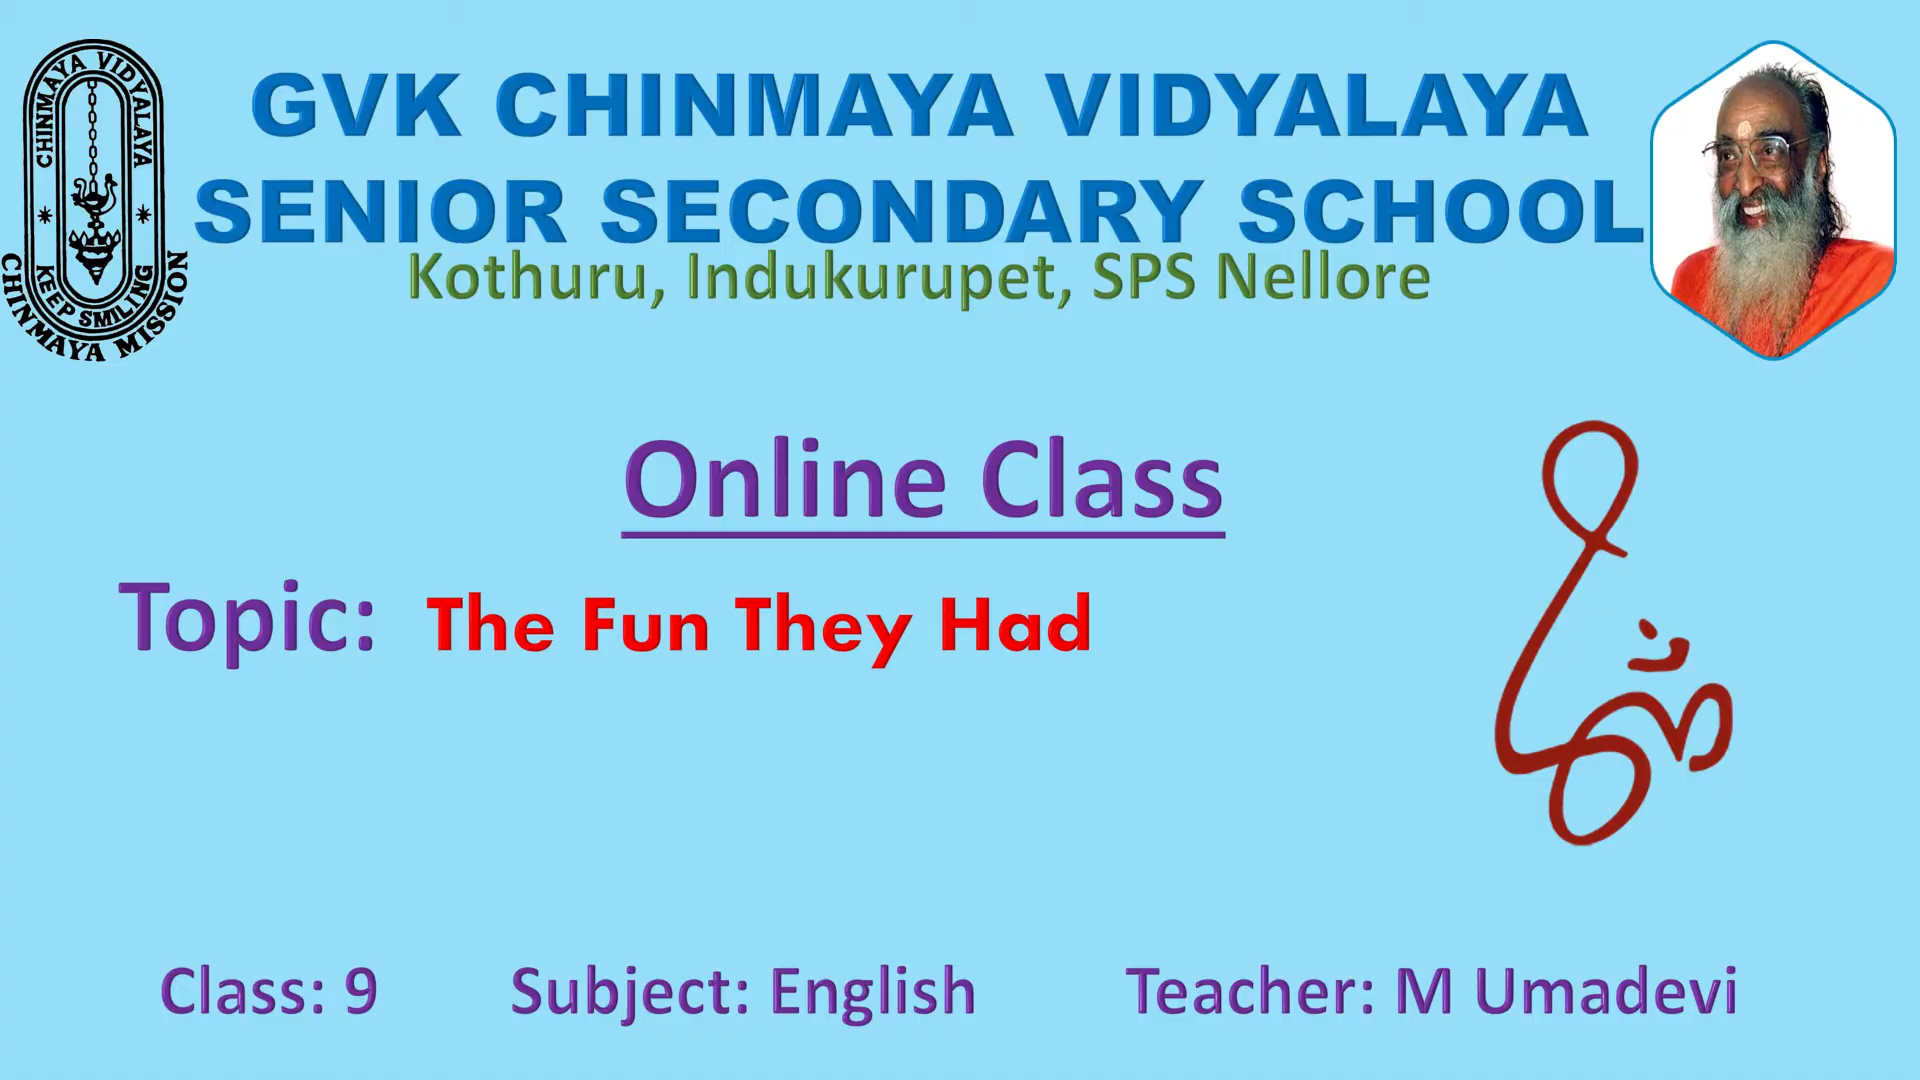 CHINMAYA VIDYALAYA
KEEP SMILING
CHINMAYA MISSION
GVK CHINMAYA VIDYALAYA
SENIOR SECONDARY SCHOOL
Kothuru, Indukurupet, SPS Nellore
Online Class
Topic: The Fun They Had
Class: 9 Subject: English Teacher: M Umadevi